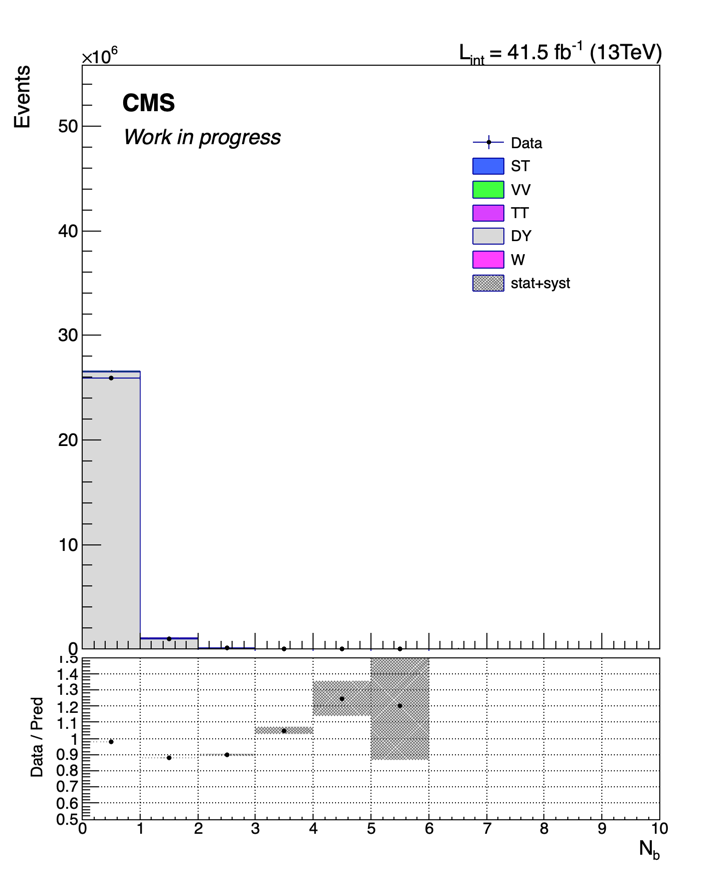 ×10⁶
L_int = 41.5 fb⁻¹ (13TeV)
Events
CMS
Work in progress
50
40
30
20
10
0
Data
ST
VV
TT
DY
W
stat+syst
Data / Pred
1.5
1.4
1.3
1.2
1.1
1
0.9
0.8
0.7
0.6
0.5
0 1 2 3 4 5 6 7 8 9 10
N_b